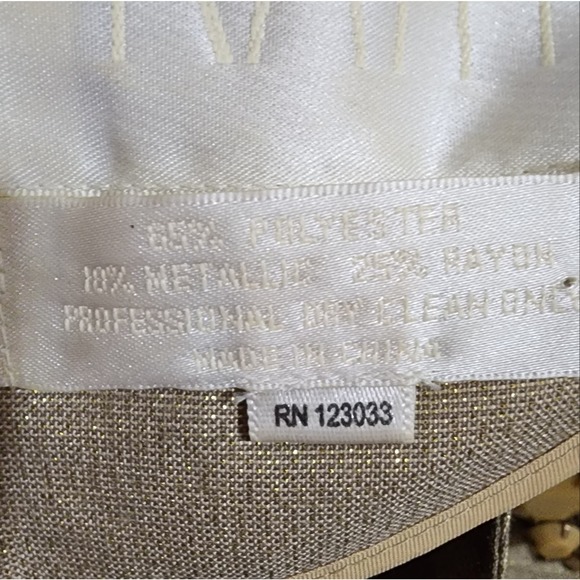 65% POLYESTER
10% METALLIC 25% RAYON
PROFESSIONAL DRY CLEAN ONLY
MADE IN CHINA
RN 123033